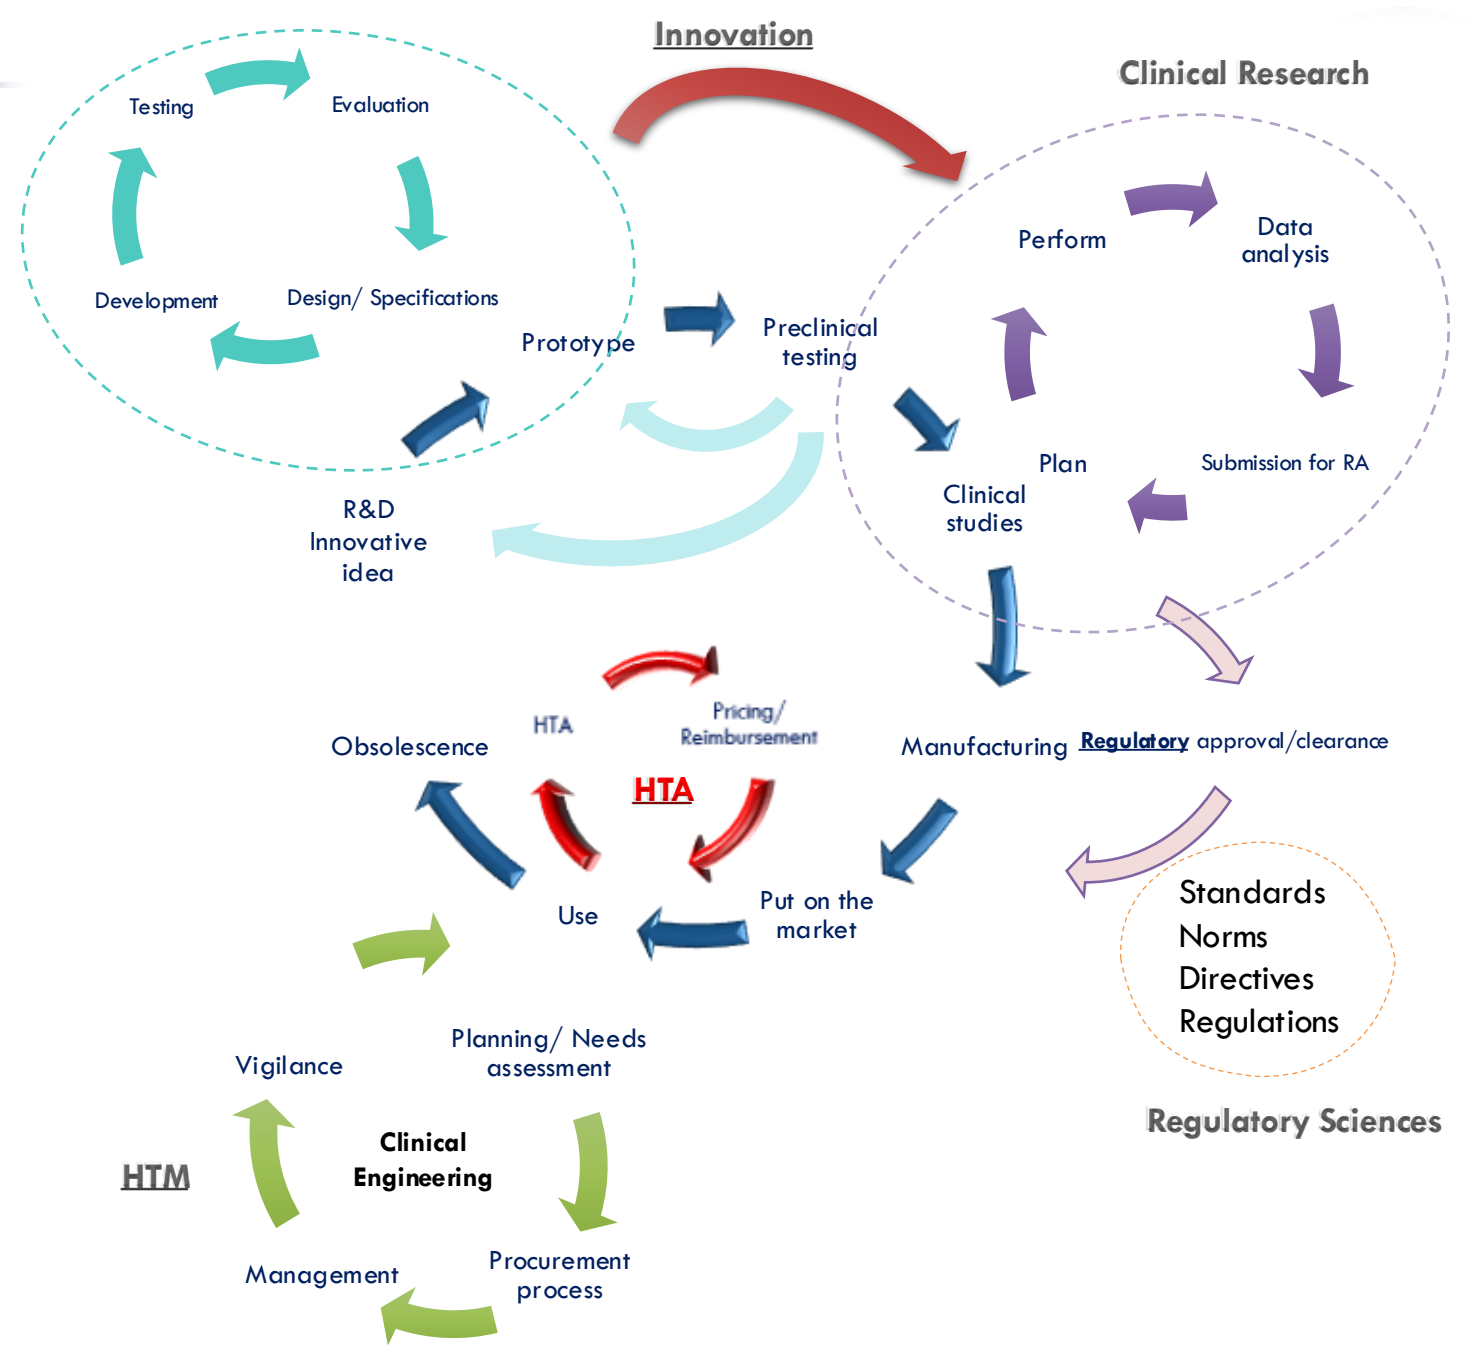 Innovation
Clinical Research
Testing
Evaluation
Development
Design/ Specifications
Prototype
R&D
Innovative
idea
Preclinical
testing
Perform
Data
analysis
Plan
Submission for RA
Clinical
studies
Manufacturing
Regulatory approval/clearance
HTA
Pricing/
Reimbursement
HTA
Obsolescence
Use
Put on the
market
Standards
Norms
Directives
Regulations
Regulatory Sciences
Vigilance
Planning/ Needs
assessment
Clinical
Engineering
HTM
Management
Procurement
process